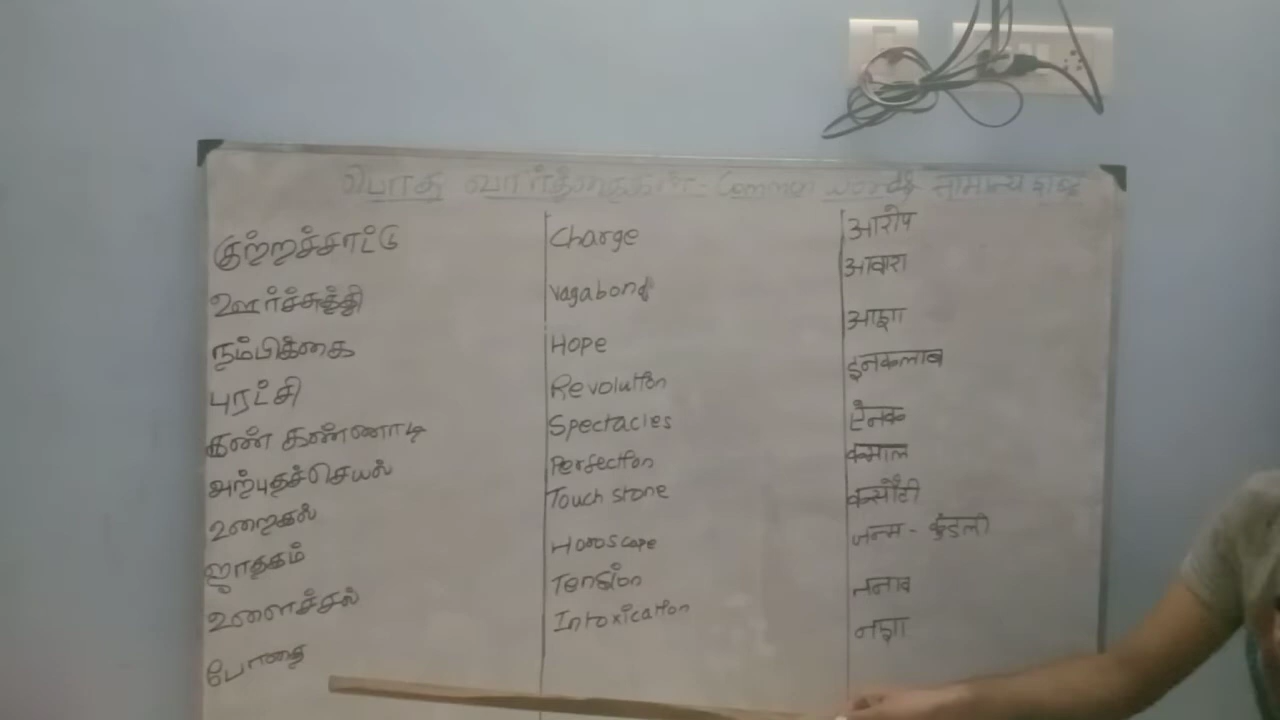 பொது வார்த்தைகள் - Common words सामान्य शब्द
குற்றச்சாட்டு Charge आरोप
ஊர்ச்சுத்தி vagabond आवारा
நம்பிக்கை Hope आशा
புரட்சி Revolution इनकलाब
கண் கண்ணாடி Spectacles ऐनक
அற்புதச்செயல் Perfection कमाल
உறைகல் Touch stone कसौटी
ஜாதகம் Horoscope जन्म - कुंडली
உளைச்சல் Tension तनाव
போதை Intoxication नशा